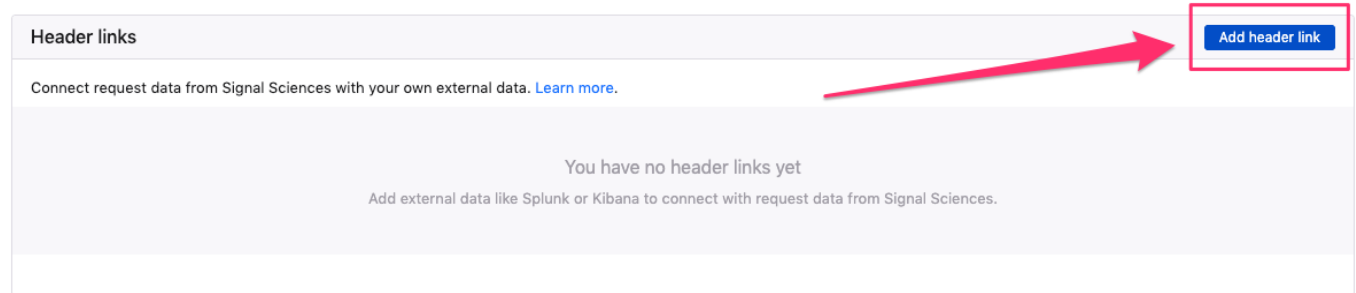 Header links
Add header link
Connect request data from Signal Sciences with your own external data. Learn more.
You have no header links yet
Add external data like Splunk or Kibana to connect with request data from Signal Sciences.